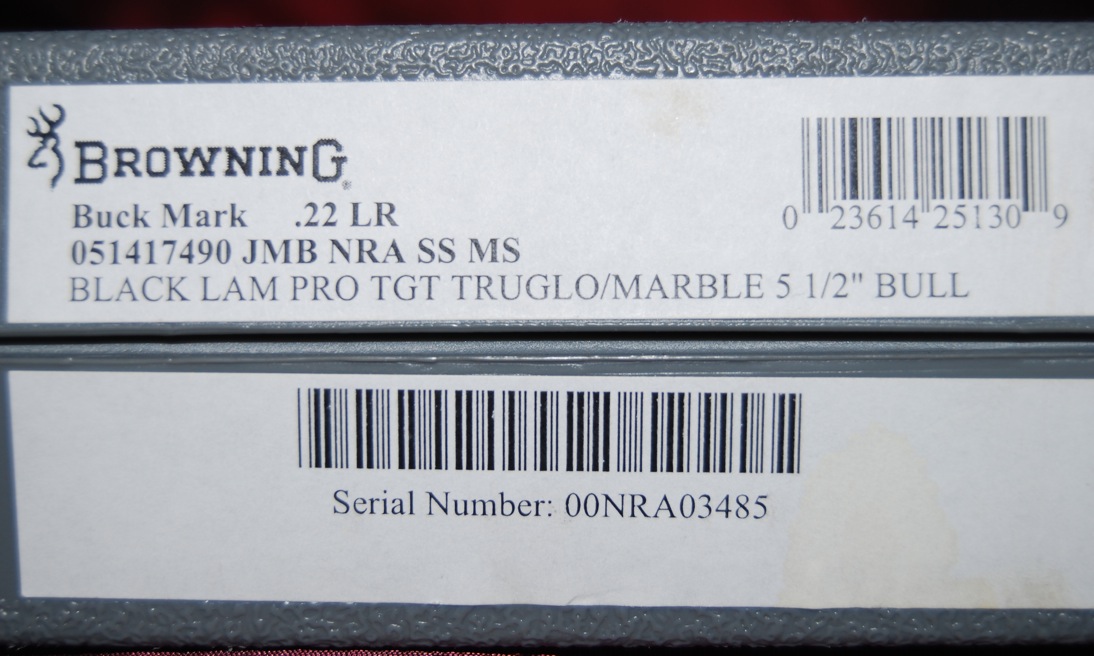 BROWNING®
Buck Mark .22 LR
051417490 JMB NRA SS MS
BLACK LAM PRO TGT TRUGLO/MARBLE 5 1/2" BULL
0 23614 25130 9
Serial Number: 00NRA03485